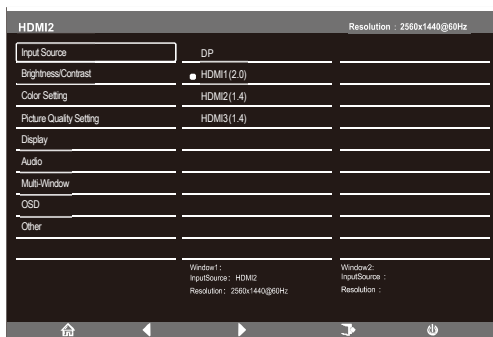 HDMI2
Resolution : 2560x1440@60Hz
Input Source
DP
Brightness/Contrast
HDMI1(2.0)
Color Setting
HDMI2(1.4)
Picture Quality Setting
HDMI3(1.4)
Display
Audio
Multi-Window
OSD
Other
Window1 :
InputSource : HDMI2
Resolution : 2560x1440@60Hz
Window2:
InputSource :
Resolution :